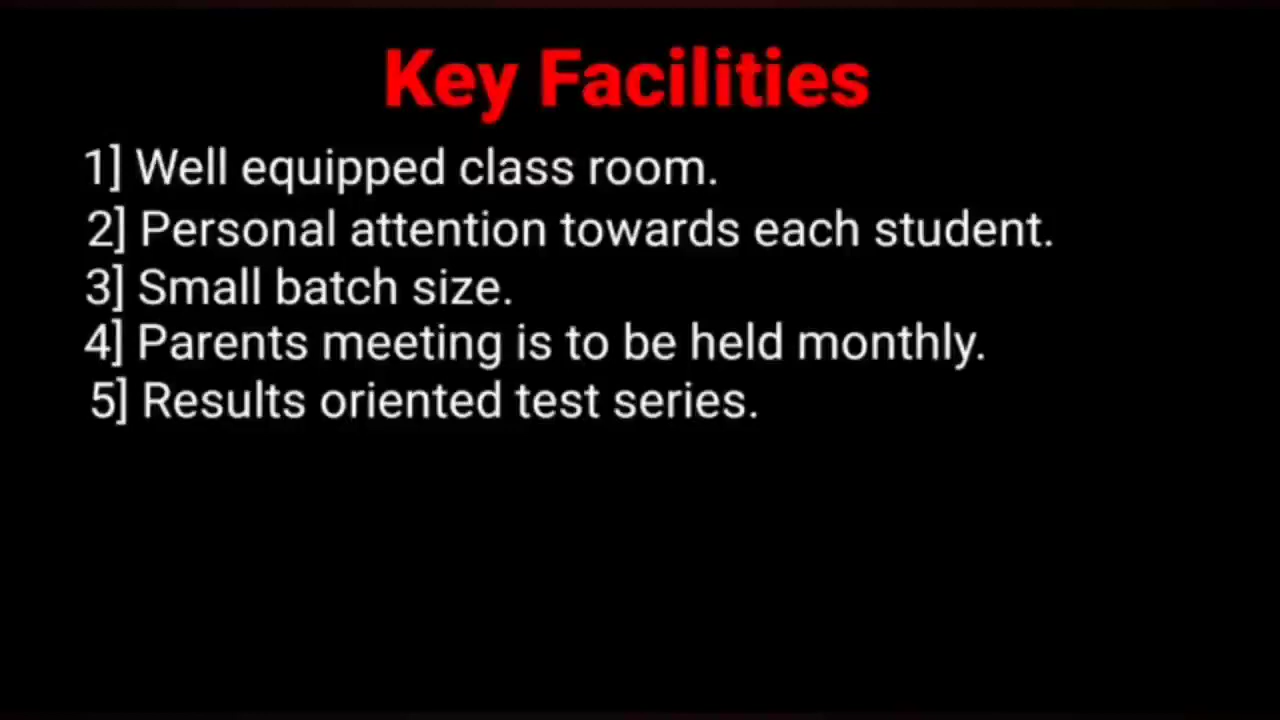 Key Facilities
1] Well equipped class room.
2] Personal attention towards each student.
3] Small batch size.
4] Parents meeting is to be held monthly.
5] Results oriented test series.